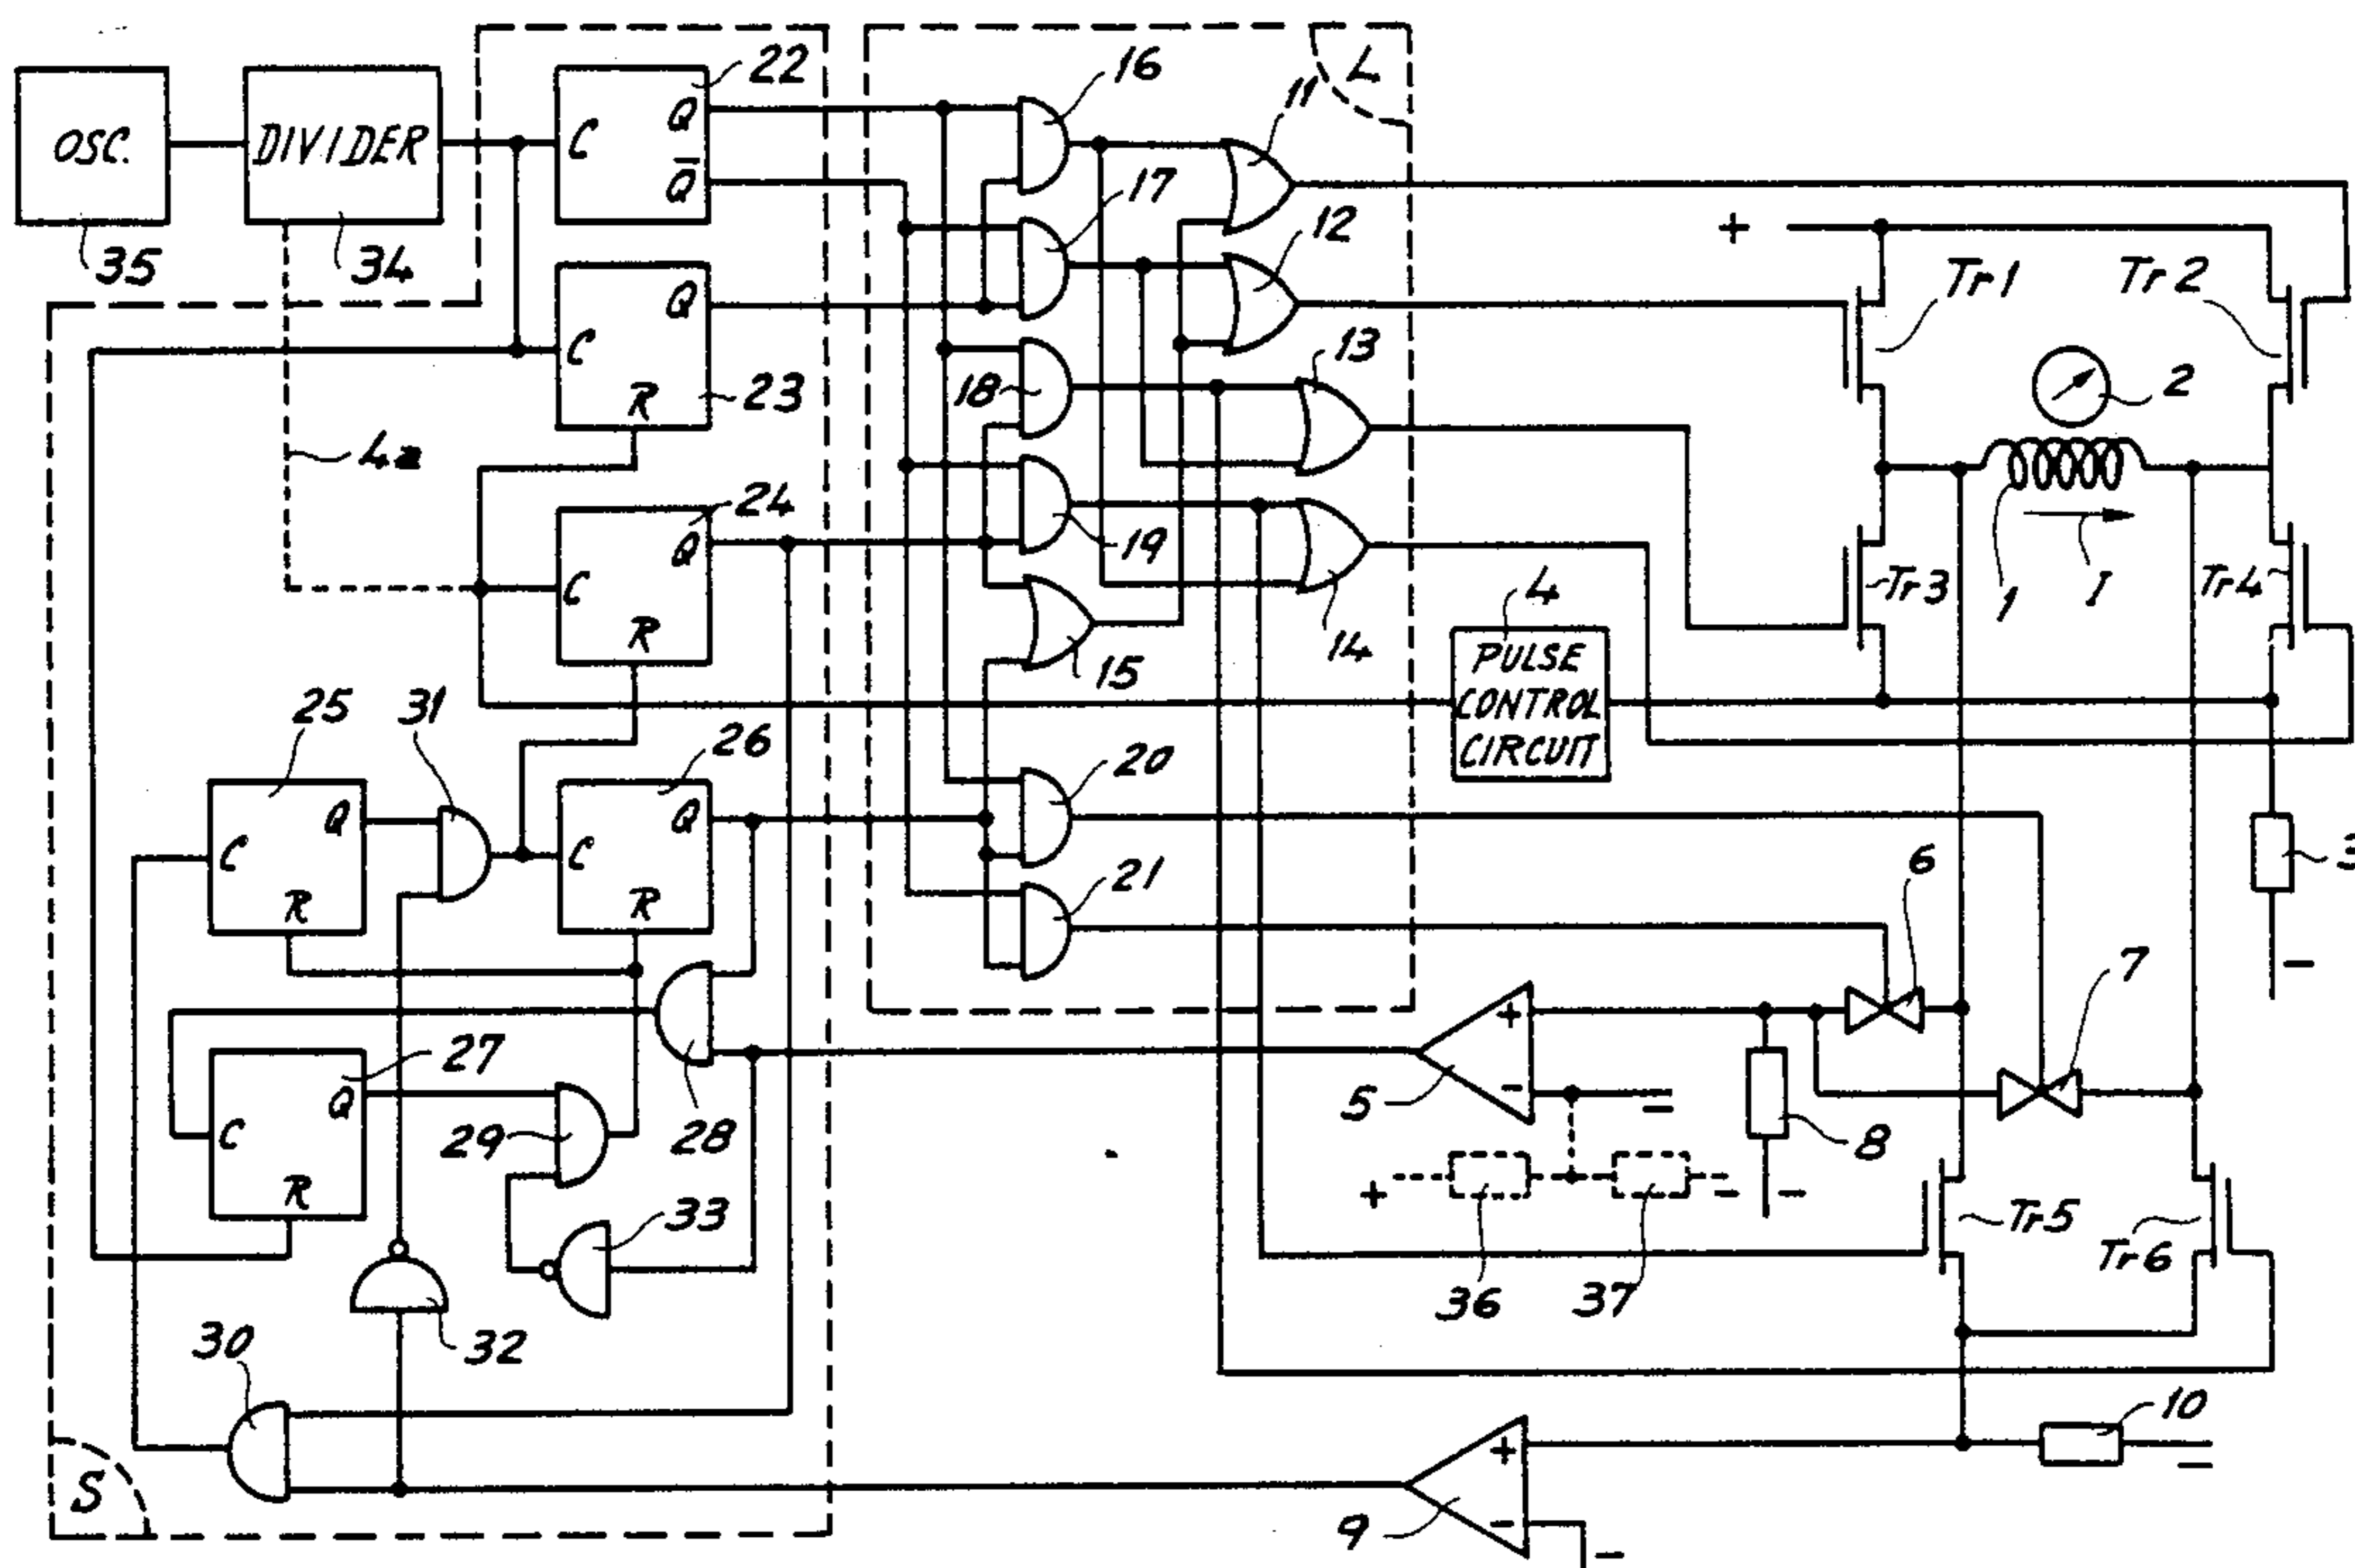 OSC.
35
DIVIDER
34
4a
C
Q
Q̅
22
C
Q
R
23
C
Q
R
24
25
C
Q
R
31
26
C
Q
R
27
C
Q
R
28
29
33
32
30
S
L
16
17
18
19
15
20
21
11
12
13
14
4
PULSE
CONTROL
CIRCUIT
+
Tr1
Tr2
2
1
I
Tr3
Tr4
3
-
6
7
5
+
-
-
8
-
+
36
37
-
Tr5
Tr6
9
+
-
-
10
-